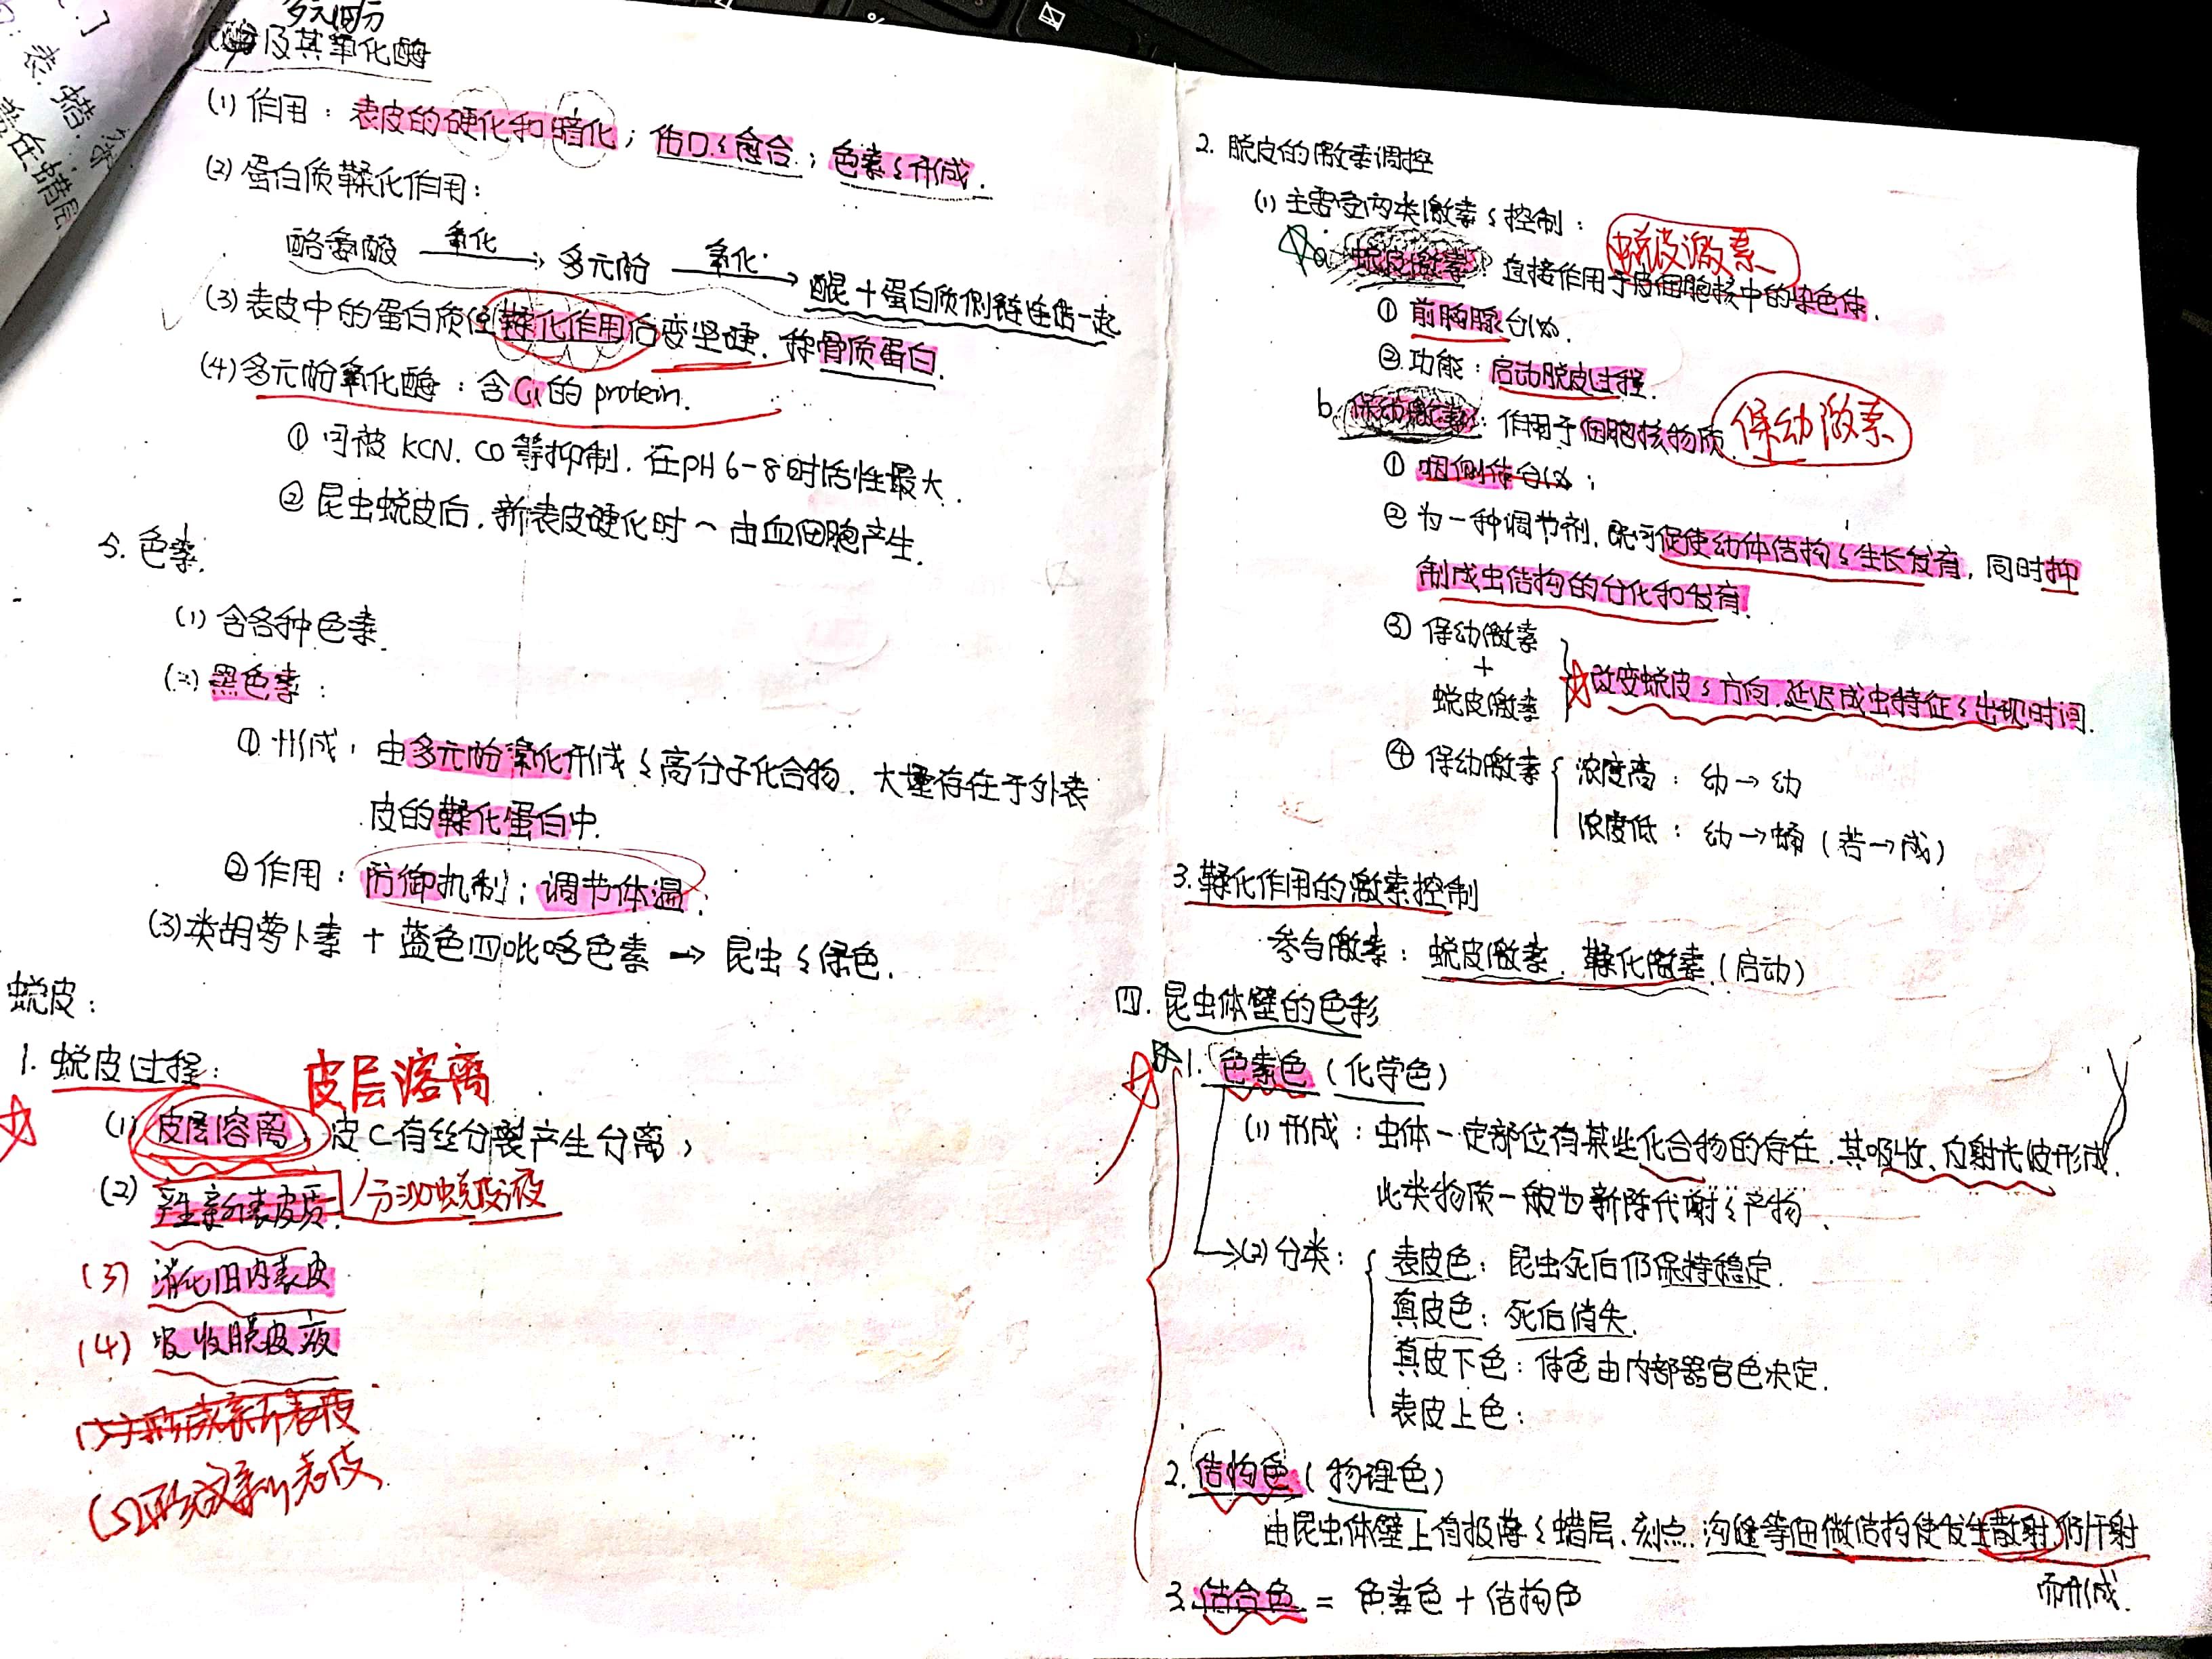 多元酚
及其氧化酶
(1) 作用：表皮的硬化和暗化；伤口之愈合；色素之形成.
(2) 蛋白质鞣化作用：
酪氨酸 氧化→ 多元酚 氧化→ 醌＋蛋白质侧链连结一起
(3) 表皮中的蛋白质经鞣化作用后变坚硬. 称骨质蛋白.
(4) 多元酚氧化酶：含Cu的 protein.
① 可被 KCN. CO 等抑制. 在pH 6-8时活性最大.
② 昆虫蜕皮后. 新表皮硬化时～由血细胞产生.
5. 色素.
(1) 含各种色素.
(2) 黑色素：
① 形成：由多元酚氧化形成之高分子化合物. 大量存在于外表
皮的鞣化蛋白中.
② 作用：防御机制；调节体温.
(3) 类胡萝卜素 ＋ 蓝色四吡咯色素 → 昆虫之绿色.
蜕皮：
1. 蜕皮过程：
皮层溶离
(1) 皮层溶离：皮C有丝分裂产生分离；
(2) 产生新表皮质. / 分泌蜕皮液
(3) 消化旧内表皮
(4) 吸收脱皮液
(5) 形成新表皮
(5) 形成新表皮
2. 脱皮的激素调控
(1) 主要受两类激素之控制：
a. 蜕皮激素：直接作用于皮细胞核中的染色体. 蜕皮激素
① 前胸腺合成.
② 功能：启动脱皮过程.
b. 保幼激素：作用于细胞核物质. 保幼激素
① 咽侧体合成；
② 为一种调节剂. 既可促使幼体结构之生长发育, 同时抑
制成虫结构的分化和发育.
③ 保幼激素
＋
蜕皮激素
改变蜕皮之方向. 延迟成虫特征之出现时间.
④ 保幼激素 { 浓度高：幼→幼
浓度低：幼→蛹 (若→成)
3. 鞣化作用的激素控制
参与激素：蜕皮激素. 鞣化激素 (启动)
四. 昆虫体壁的色彩
1. 色素色 (化学色)
(1) 形成：虫体一定部位有某些化合物的存在. 其吸收、反射光波形成.
此类物质一般为新陈代谢之产物.
(2) 分类：{ 表皮色：昆虫死后仍保持稳定.
真皮色：死后消失.
真皮下色：体色由内部器官色决定.
表皮上色：
2. 结构色 (物理色)
由昆虫体壁上有极薄之蜡层. 刻点. 沟缝等细微结构使发生散射. 衍射
而形成.
3. 结合色 = 色素色＋结构色